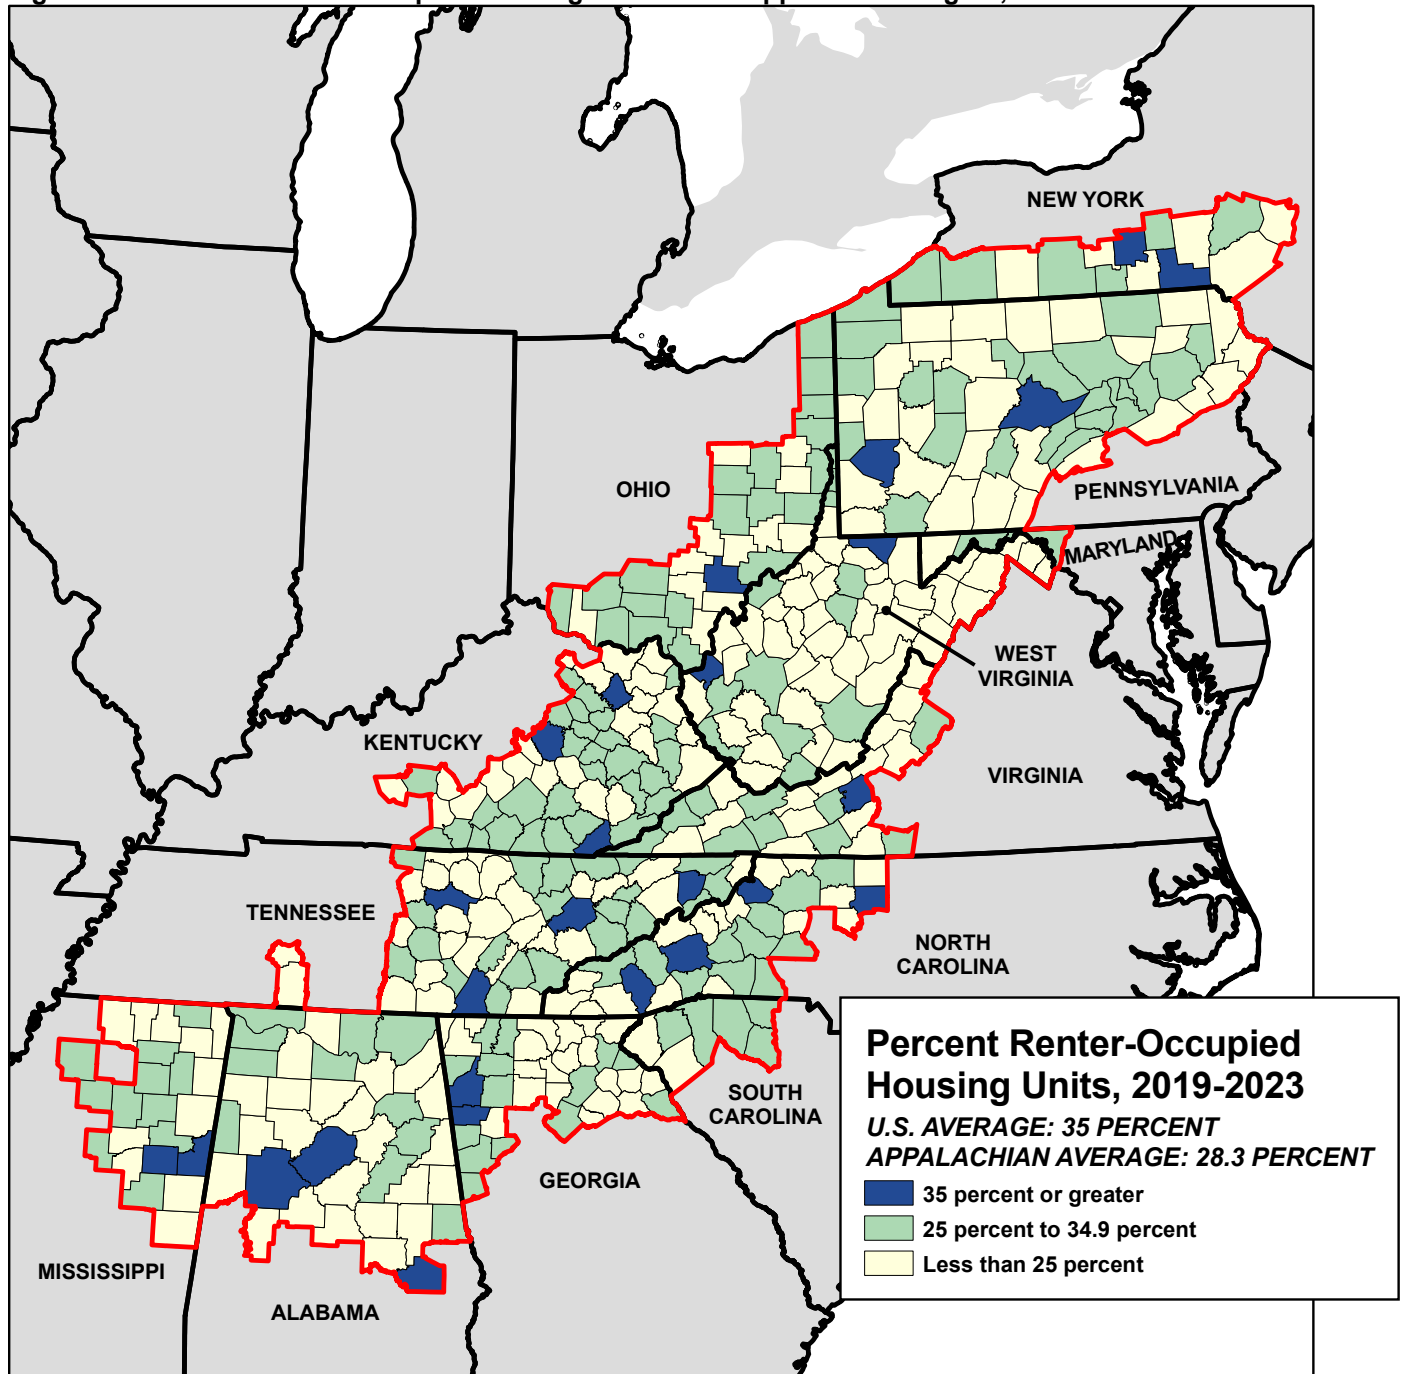 NEW YORK
PENNSYLVANIA
OHIO
MARYLAND
WEST
VIRGINIA
KENTUCKY
VIRGINIA
TENNESSEE
NORTH
CAROLINA
SOUTH
CAROLINA
GEORGIA
MISSISSIPPI
ALABAMA
Percent Renter-Occupied
Housing Units, 2019-2023
U.S. AVERAGE: 35 PERCENT
APPALACHIAN AVERAGE: 28.3 PERCENT
35 percent or greater
25 percent to 34.9 percent
Less than 25 percent